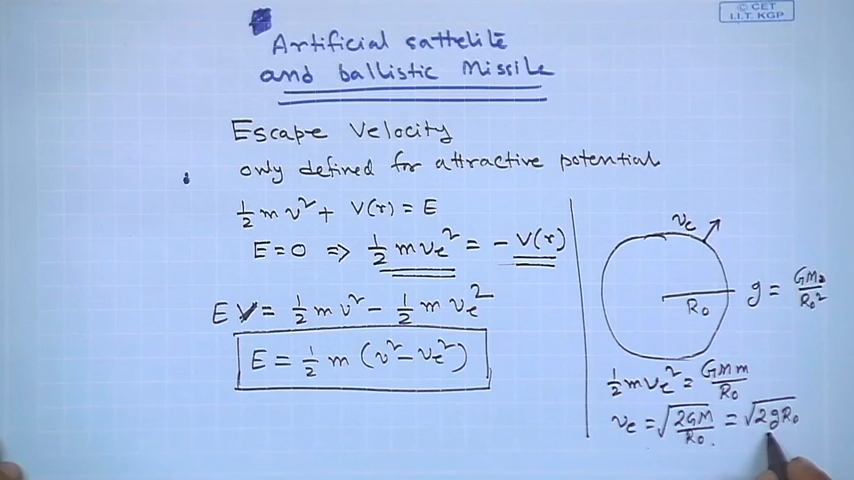 © CET
I.I.T. KGP
Artificial sattelite
and ballistic Missile
Escape Velocity
only defined for attractive potential
½ m v² + V(r) = E
E = 0 ⇒ ½ m vₑ² = - V(r)
E = ½ m v² - ½ m vₑ²
E = ½ m (v² - vₑ²)
vₑ
R₀
g = GM/R₀²
½ m vₑ² = GMm/R₀
vₑ = √(2GM/R₀) = √(2gR₀)